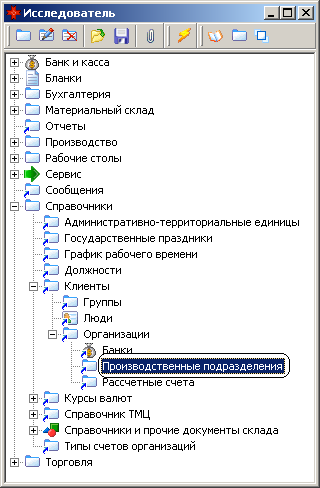 Исследователь
Банк и касса
Бланки
Бухгалтерия
Материальный склад
Отчеты
Производство
Рабочие столы
Сервис
Сообщения
Справочники
Административно-территориальные единицы
Государственные праздники
График рабочего времени
Должности
Клиенты
Группы
Люди
Организации
Банки
Производственные подразделения
Рассчетные счета
Курсы валют
Справочник ТМЦ
Справочники и прочие документы склада
Типы счетов организаций
Торговля